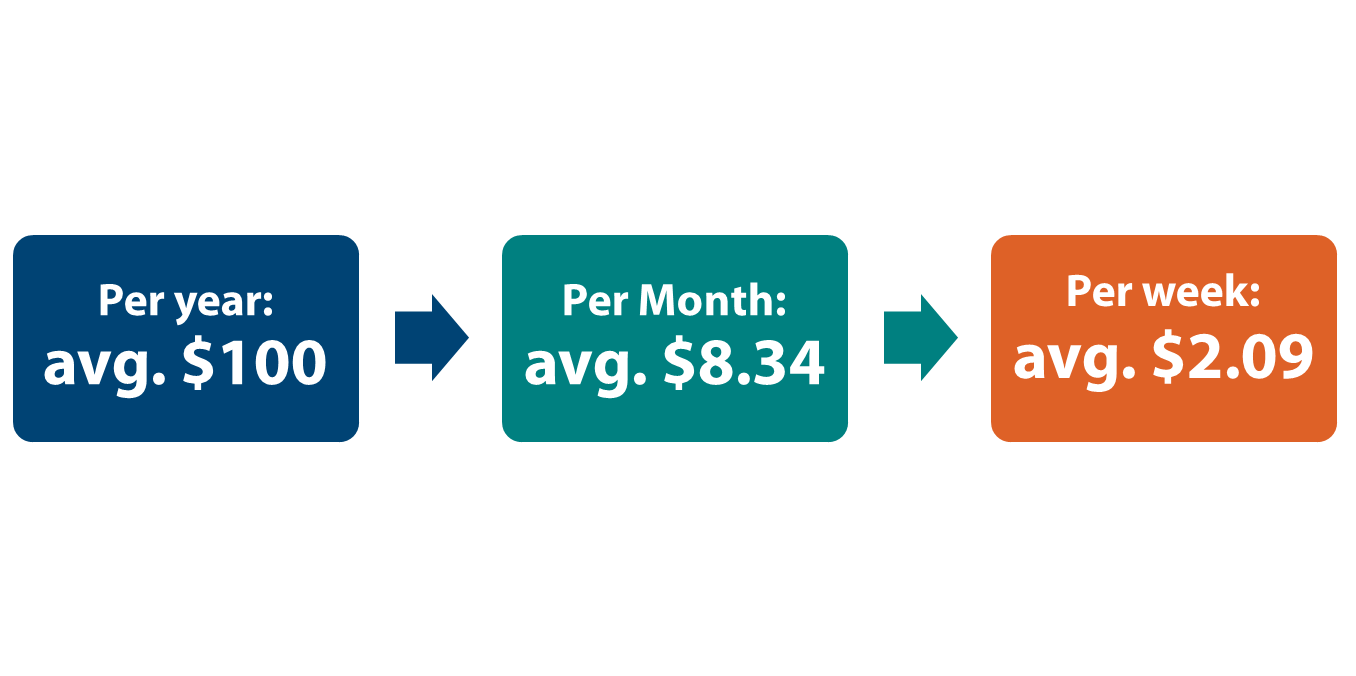 Per year:
avg. $100
Per Month:
avg. $8.34
Per week:
avg. $2.09